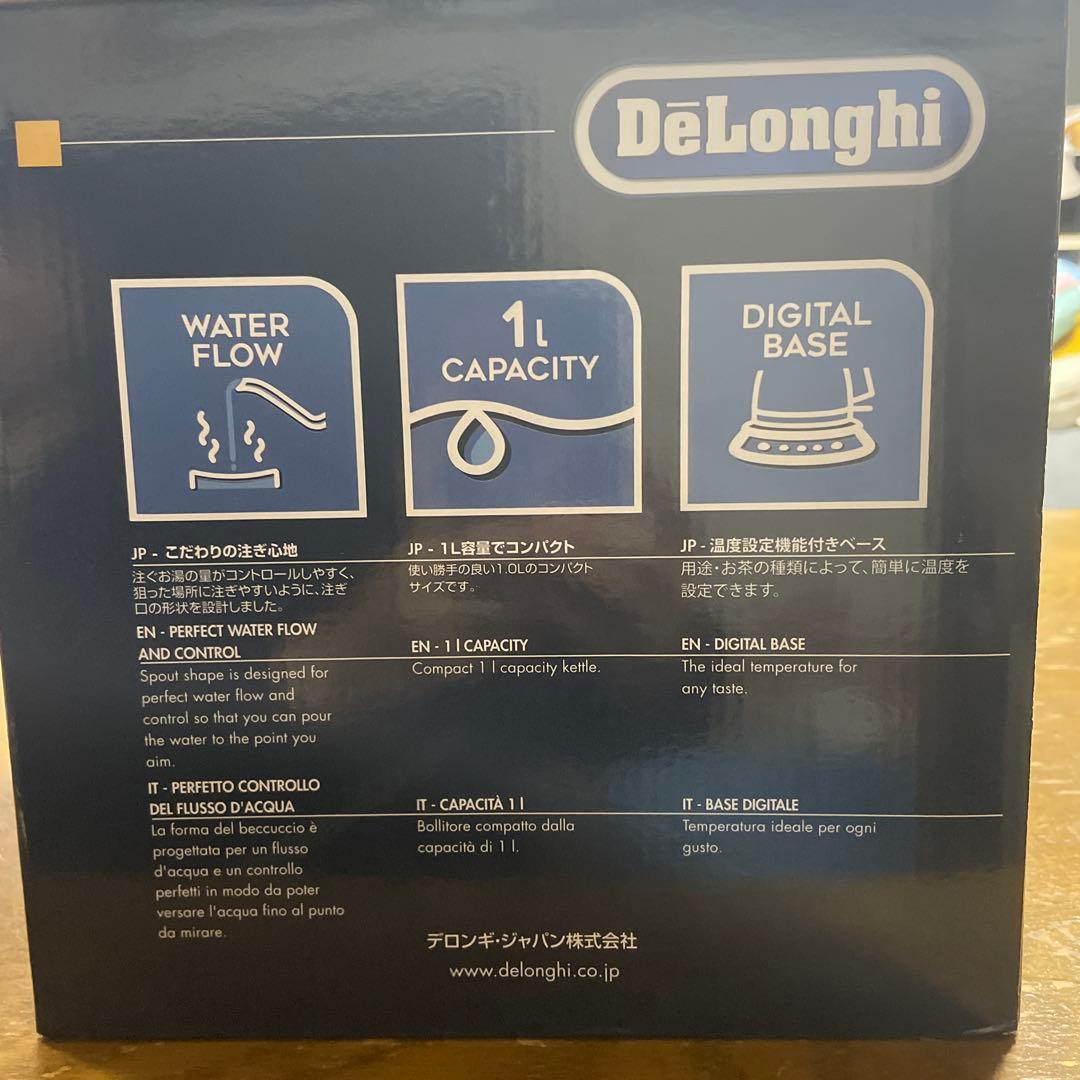 DēLonghi
WATER
FLOW
1l
CAPACITY
DIGITAL
BASE
JP - こだわりの注ぎ心地
注ぐお湯の量がコントロールしやすく、
狙った場所に注ぎやすいように、注ぎ
口の形状を設計しました。
EN - PERFECT WATER FLOW
AND CONTROL
Spout shape is designed for
perfect water flow and
control so that you can pour
the water to the point you
aim.
IT - PERFETTO CONTROLLO
DEL FLUSSO D'ACQUA
La forma del beccuccio è
progettata per un flusso
d'acqua e un controllo
perfetti in modo da poter
versare l'acqua fino al punto
da mirare.
JP - 1L容量でコンパクト
使い勝手の良い1.0Lのコンパクト
サイズです。
EN - 1 l CAPACITY
Compact 1 l capacity kettle.
IT - CAPACITÀ 1 l
Bollitore compatto dalla
capacità di 1 l.
JP - 温度設定機能付きベース
用途・お茶の種類によって、簡単に温度を
設定できます。
EN - DIGITAL BASE
The ideal temperature for
any taste.
IT - BASE DIGITALE
Temperatura ideale per ogni
gusto.
デロンギ・ジャパン株式会社
www.delonghi.co.jp